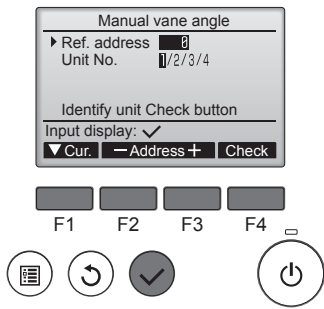 Manual vane angle
Ref. address 0
Unit No. 1/2/3/4
Identify unit Check button
Input display: ✓
▼Cur. －Address＋ Check
F1 F2 F3 F4